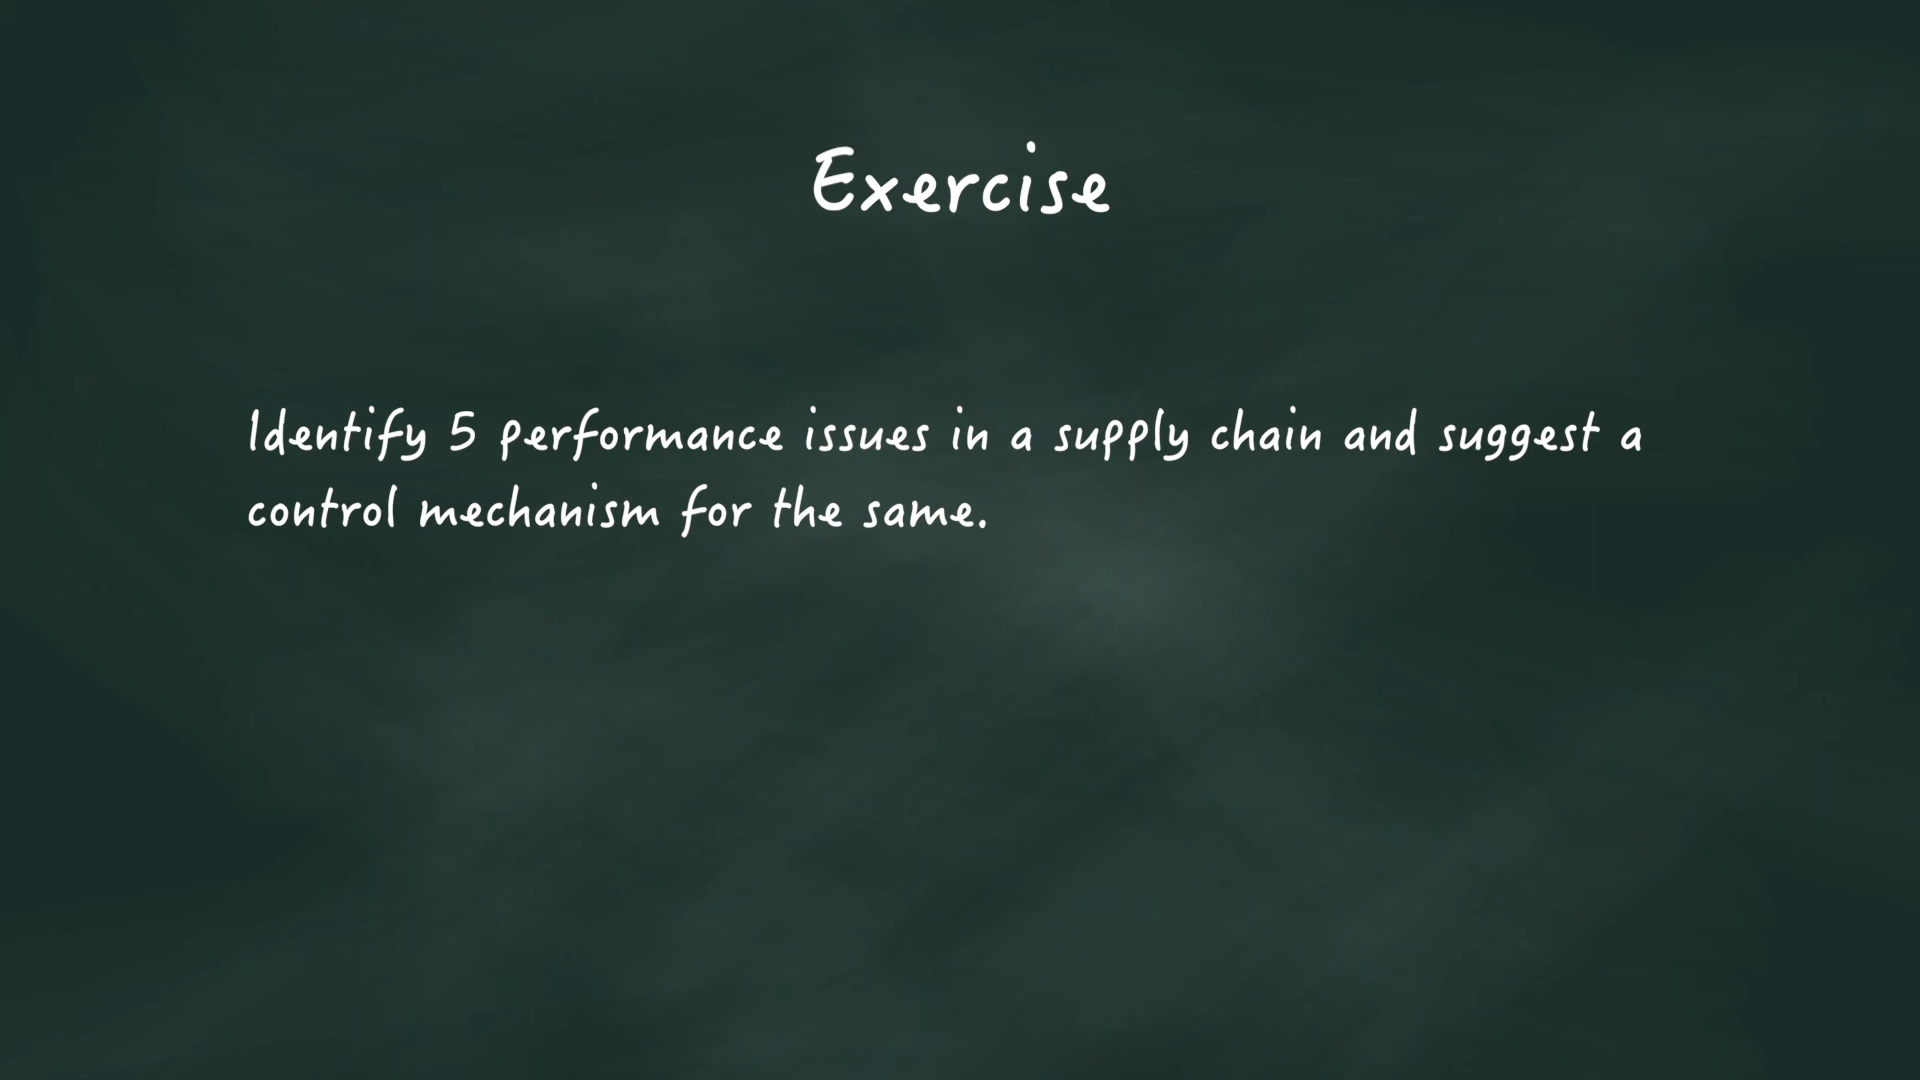 Exercise
Identify 5 performance issues in a supply chain and suggest a
control mechanism for the same.